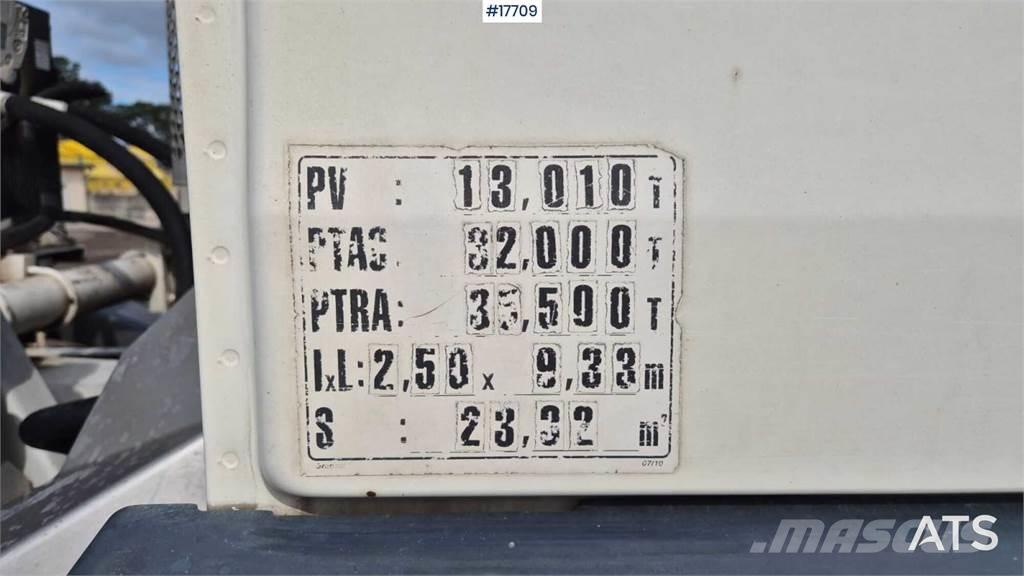 #17709
PV : 13,010 T
PTAC : 32,000 T
PTRA : 35,500 T
IxL : 2,50 x 9,33 m
S : 23,32 m²
07/10
MASCUS
ATS